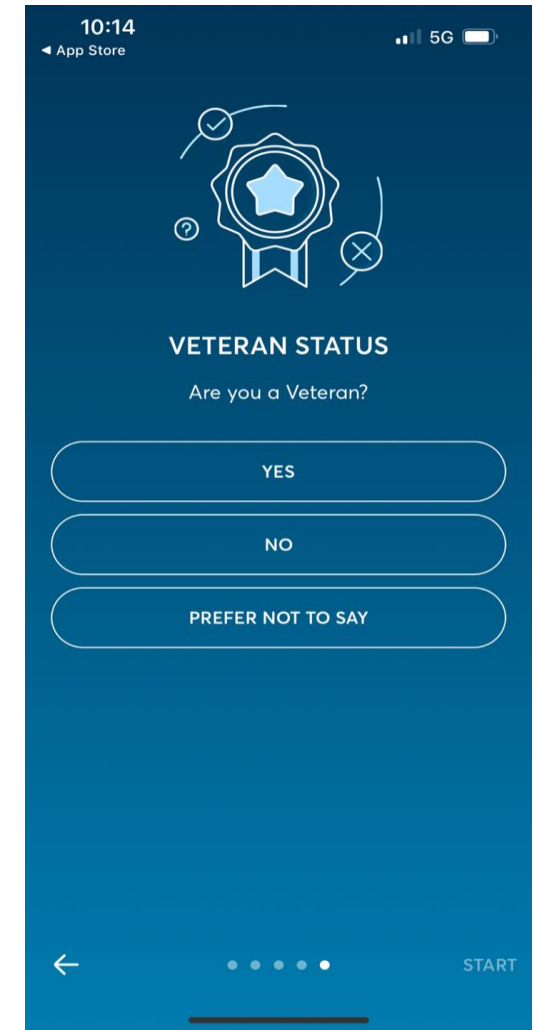 10:14
5G
◄ App Store
?
VETERAN STATUS
Are you a Veteran?
YES
NO
PREFER NOT TO SAY
START